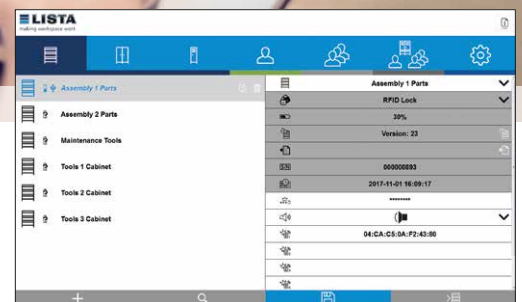 LISTA
making workspace work
Assembly 1 Parts
Assembly 2 Parts
Maintenance Tools
Tools 1 Cabinet
Tools 2 Cabinet
Tools 3 Cabinet
Assembly 1 Parts
RFID Lock
30%
Version: 23
S/N
000000893
2017-11-01 16:09:17
********
04:CA:C5:0A:F2:43:80